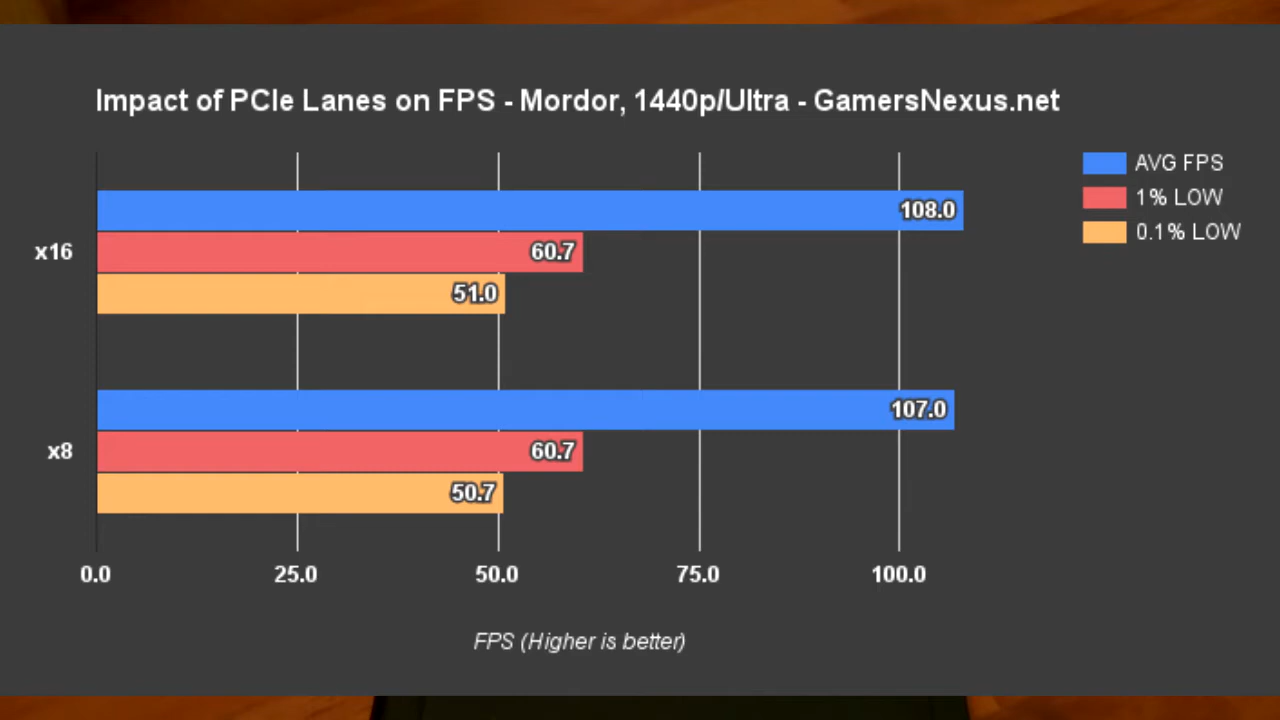 Impact of PCIe Lanes on FPS - Mordor, 1440p/Ultra - GamersNexus.net
AVG FPS
1% LOW
0.1% LOW
x16
108.0
60.7
51.0
x8
107.0
60.7
50.7
0.0 25.0 50.0 75.0 100.0
FPS (Higher is better)